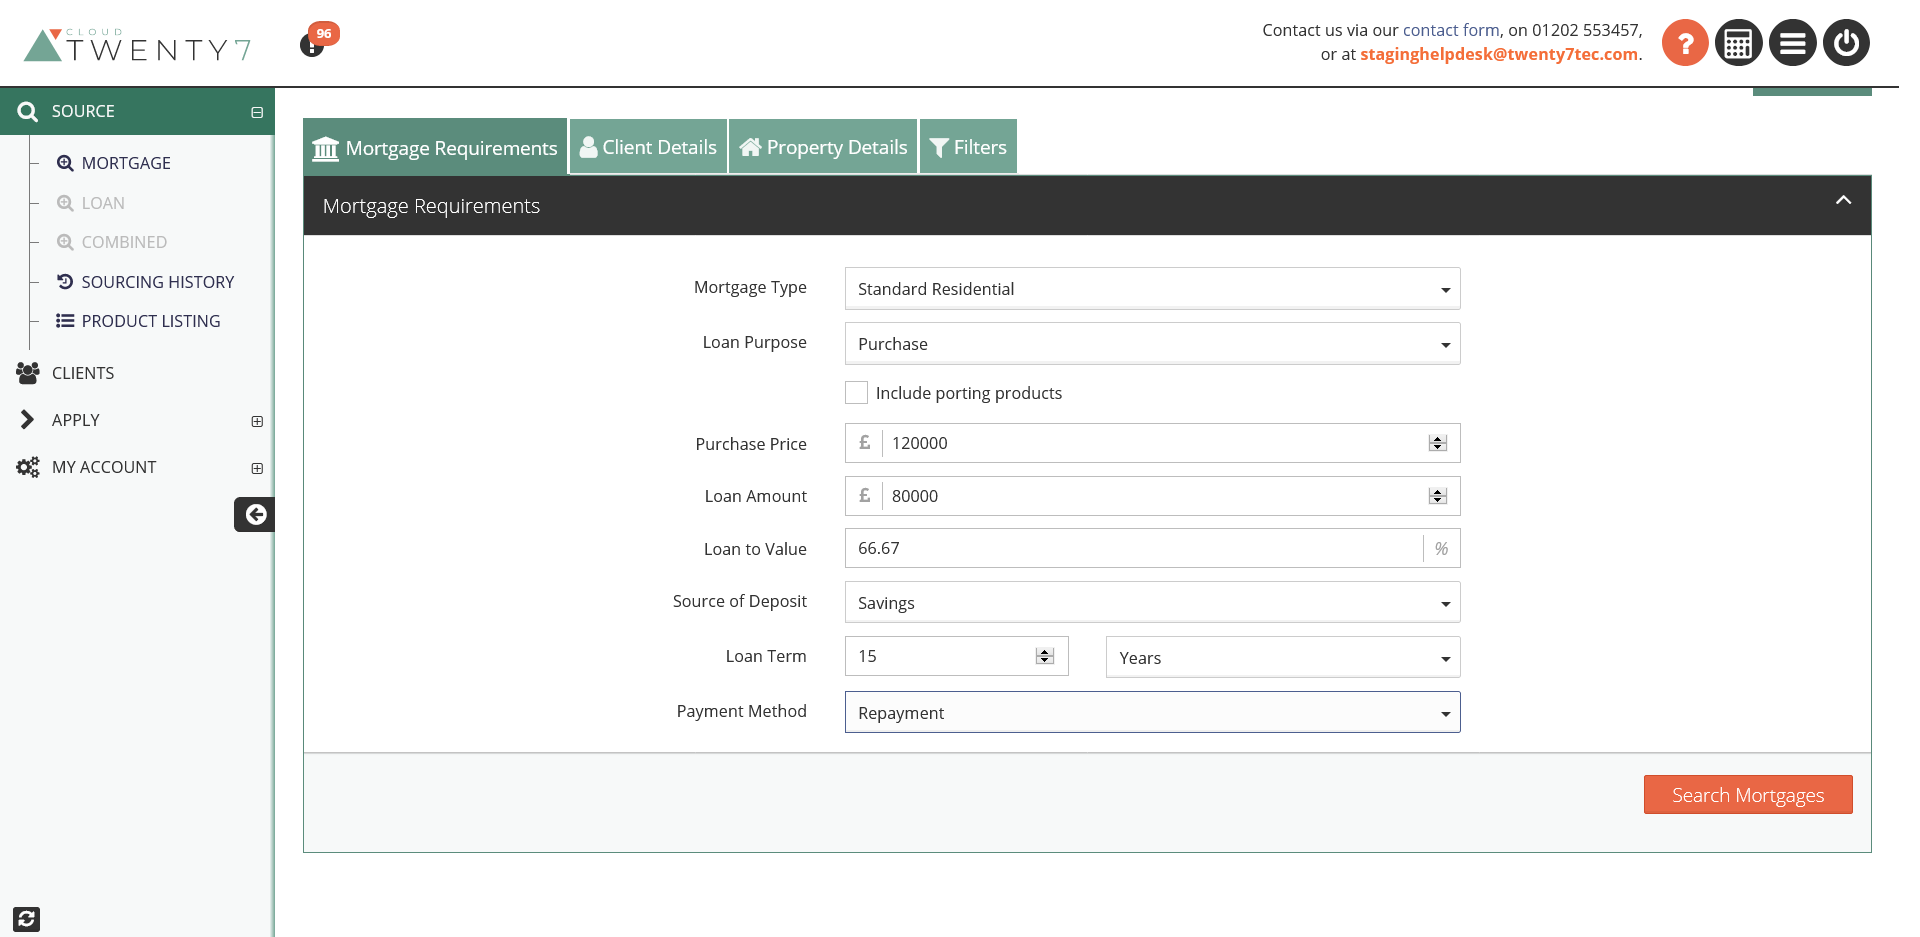 CLOUD
TWENTY7
96
Contact us via our contact form, on 01202 553457,
or at staginghelpdesk@twenty7tec.com.
?
SOURCE
MORTGAGE
LOAN
COMBINED
SOURCING HISTORY
PRODUCT LISTING
CLIENTS
APPLY
MY ACCOUNT
Mortgage Requirements
Client Details
Property Details
Filters
Mortgage Requirements
Mortgage Type
Standard Residential
Loan Purpose
Purchase
Include porting products
Purchase Price
£ 120000
Loan Amount
£ 80000
Loan to Value
66.67 %
Source of Deposit
Savings
Loan Term
15 Years
Payment Method
Repayment
Search Mortgages